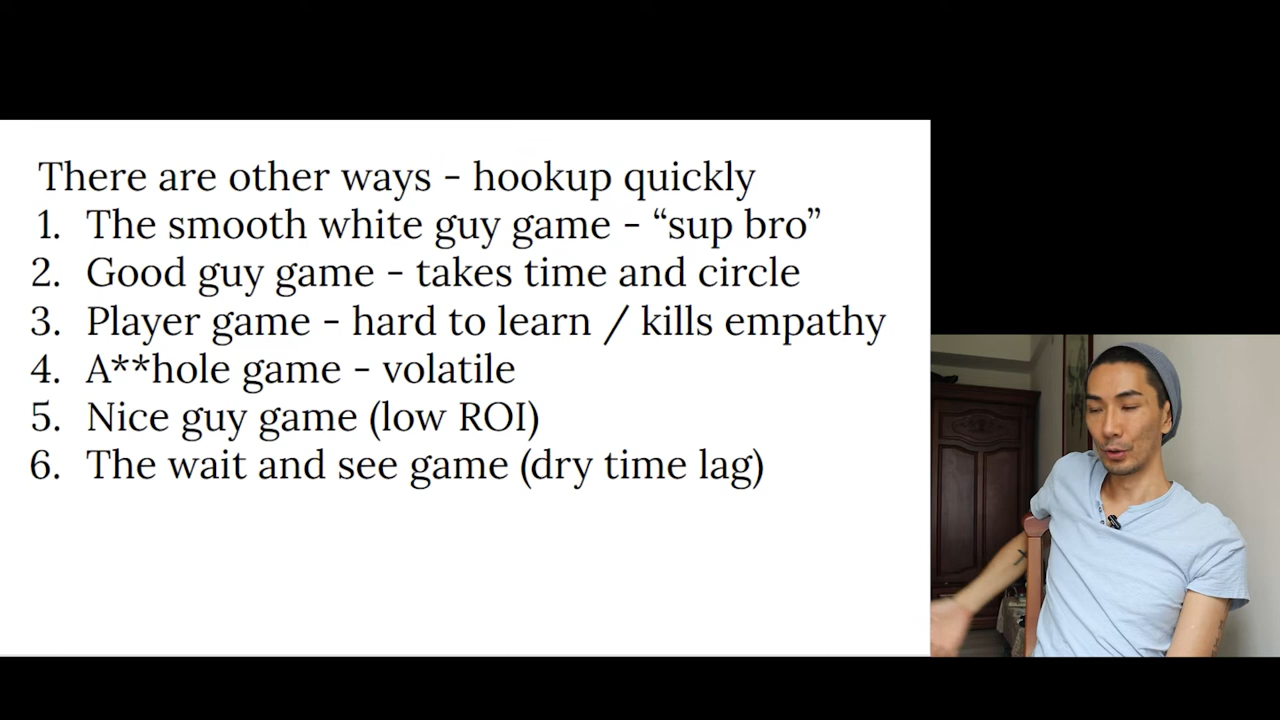 There are other ways - hookup quickly
1. The smooth white guy game - “sup bro”
2. Good guy game - takes time and circle
3. Player game - hard to learn / kills empathy
4. A**hole game - volatile
5. Nice guy game (low ROI)
6. The wait and see game (dry time lag)